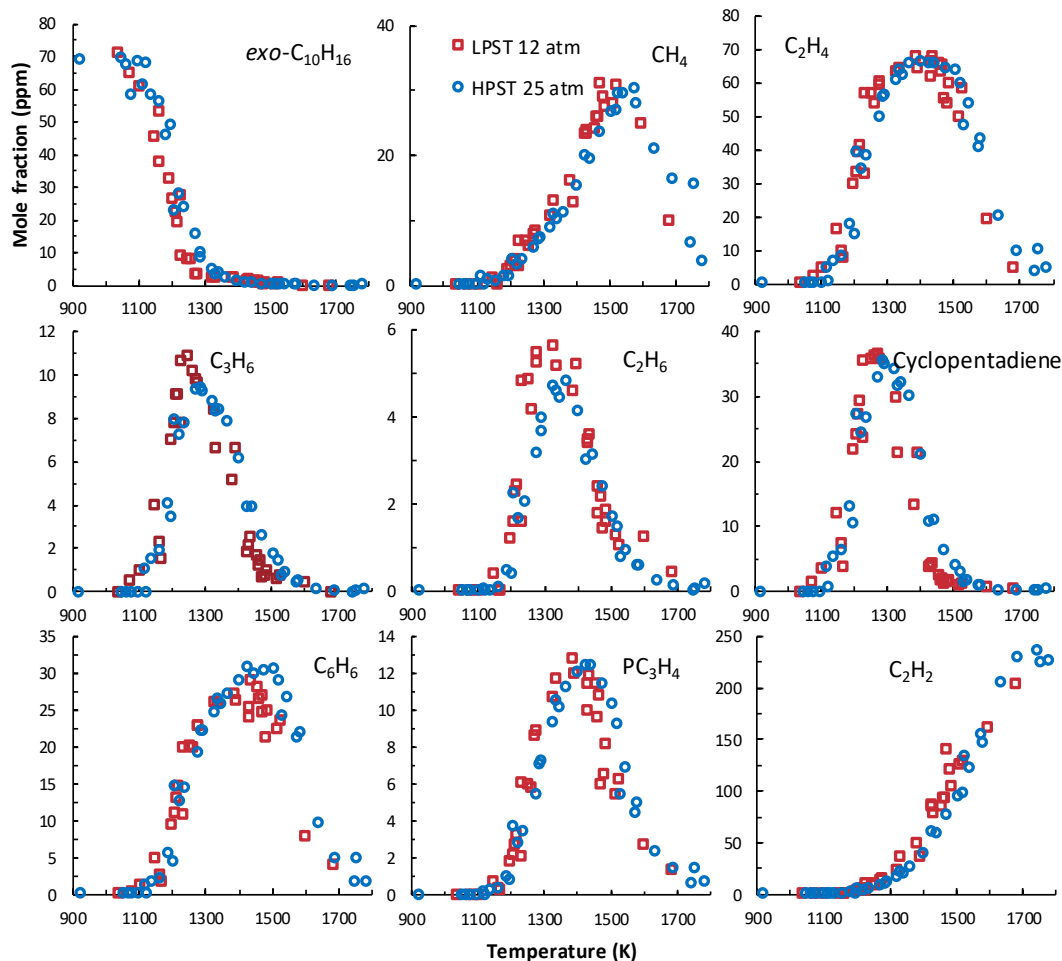 80
70
60
50
40
30
20
10
0
900 1100 1300 1500 1700
exo-C10H16
40
20
0
900 1100 1300 1500 1700
CH4
LPST 12 atm
HPST 25 atm
80
70
60
50
40
30
20
10
0
900 1100 1300 1500 1700
C2H4
Mole fraction (ppm)
12
10
8
6
4
2
0
900 1100 1300 1500 1700
C3H6
6
4
2
0
900 1100 1300 1500 1700
C2H6
40
30
20
10
0
900 1100 1300 1500 1700
Cyclopentadiene
35
30
25
20
15
10
5
0
900 1100 1300 1500 1700
C6H6
14
12
10
8
6
4
2
0
900 1100 1300 1500 1700
PC3H4
250
200
150
100
50
0
900 1100 1300 1500 1700
C2H2
Temperature (K)